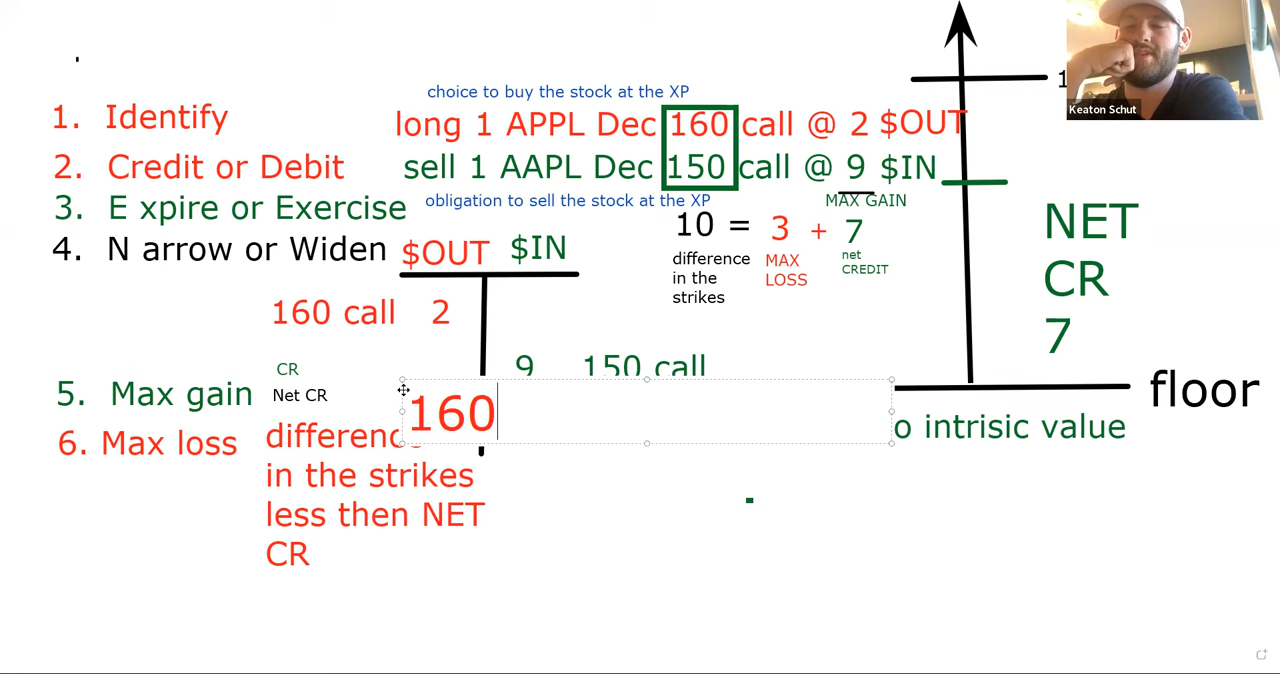 choice to buy the stock at the XP
1. Identify
long 1 APPL Dec 160 call @ 2 $OUT
2. Credit or Debit
sell 1 AAPL Dec 150 call @ 9 $IN
3. E xpire or Exercise
obligation to sell the stock at the XP
MAX GAIN
4. N arrow or Widen
$OUT $IN
10 = 3 + 7
difference in the strikes
MAX LOSS
net CREDIT
160 call 2
9 150 call
CR
5. Max gain
Net CR
160
6. Max loss
differenc
in the strikes
less then NET
CR
Keaton Schut
1
NET
CR
7
floor
o intrisic value